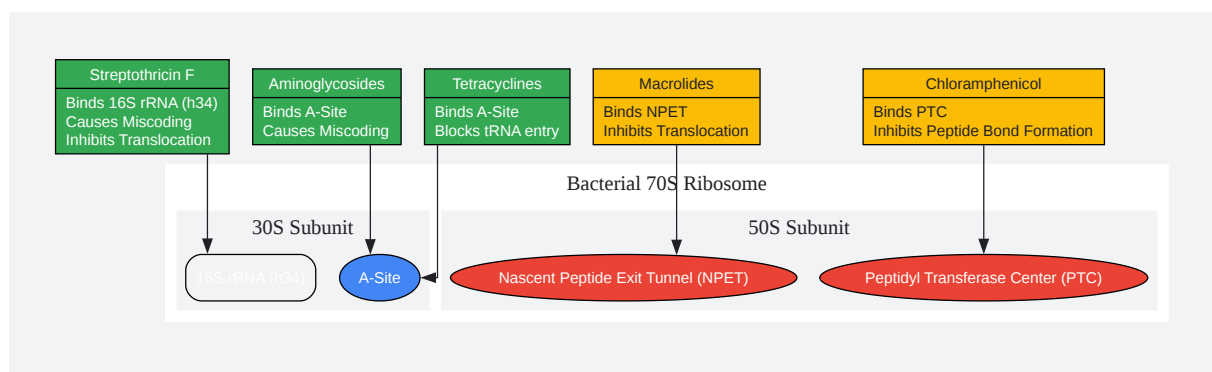 Streptothricin F
Binds 16S rRNA (h34)
Causes Miscoding
Inhibits Translocation
Aminoglycosides
Binds A-Site
Causes Miscoding
Tetracyclines
Binds A-Site
Blocks tRNA entry
Macrolides
Binds NPET
Inhibits Translocation
Chloramphenicol
Binds PTC
Inhibits Peptide Bond Formation
Bacterial 70S Ribosome
30S Subunit
50S Subunit
16S rRNA (h34)
A-Site
Nascent Peptide Exit Tunnel (NPET)
Peptidyl Transferase Center (PTC)